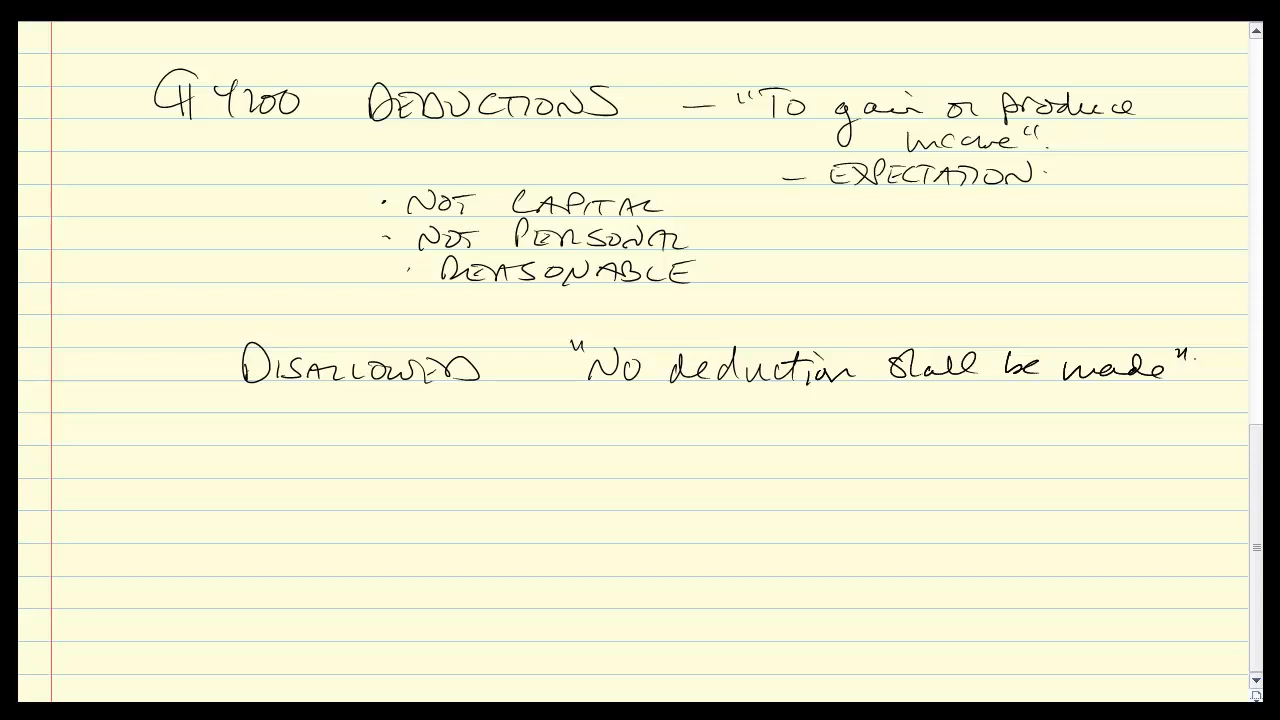 ¶ 4200 DEDUCTIONS — "To gain or produce
income".
— EXPECTATION.
· NOT CAPITAL
- NOT PERSONAL
· REASONABLE
DISALLOWED "No deduction shall be made".